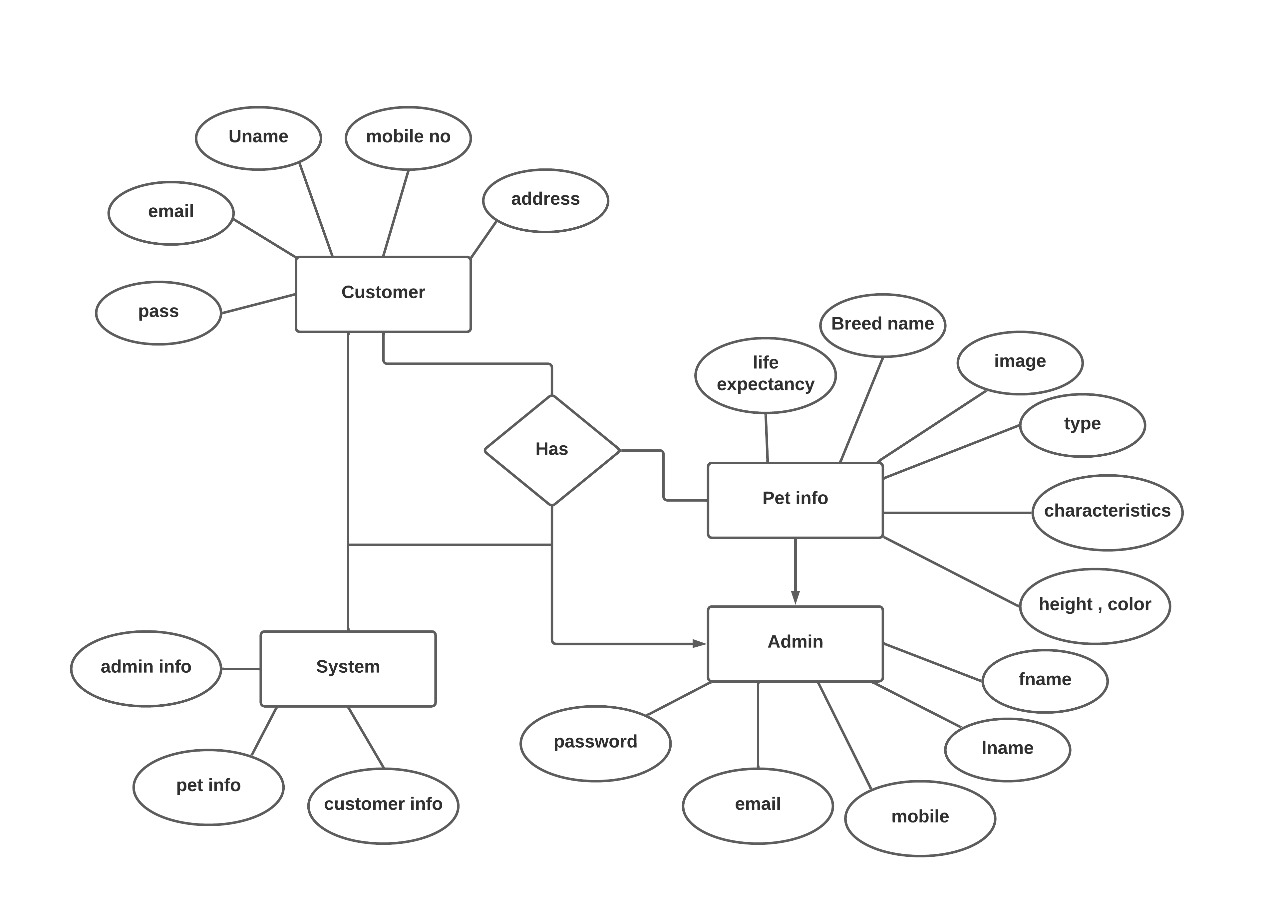 Uname
mobile no
address
email
Customer
pass
Breed name
life
expectancy
image
type
Has
Pet info
characteristics
height , color
Admin
admin info
System
fname
password
lname
pet info
customer info
email
mobile